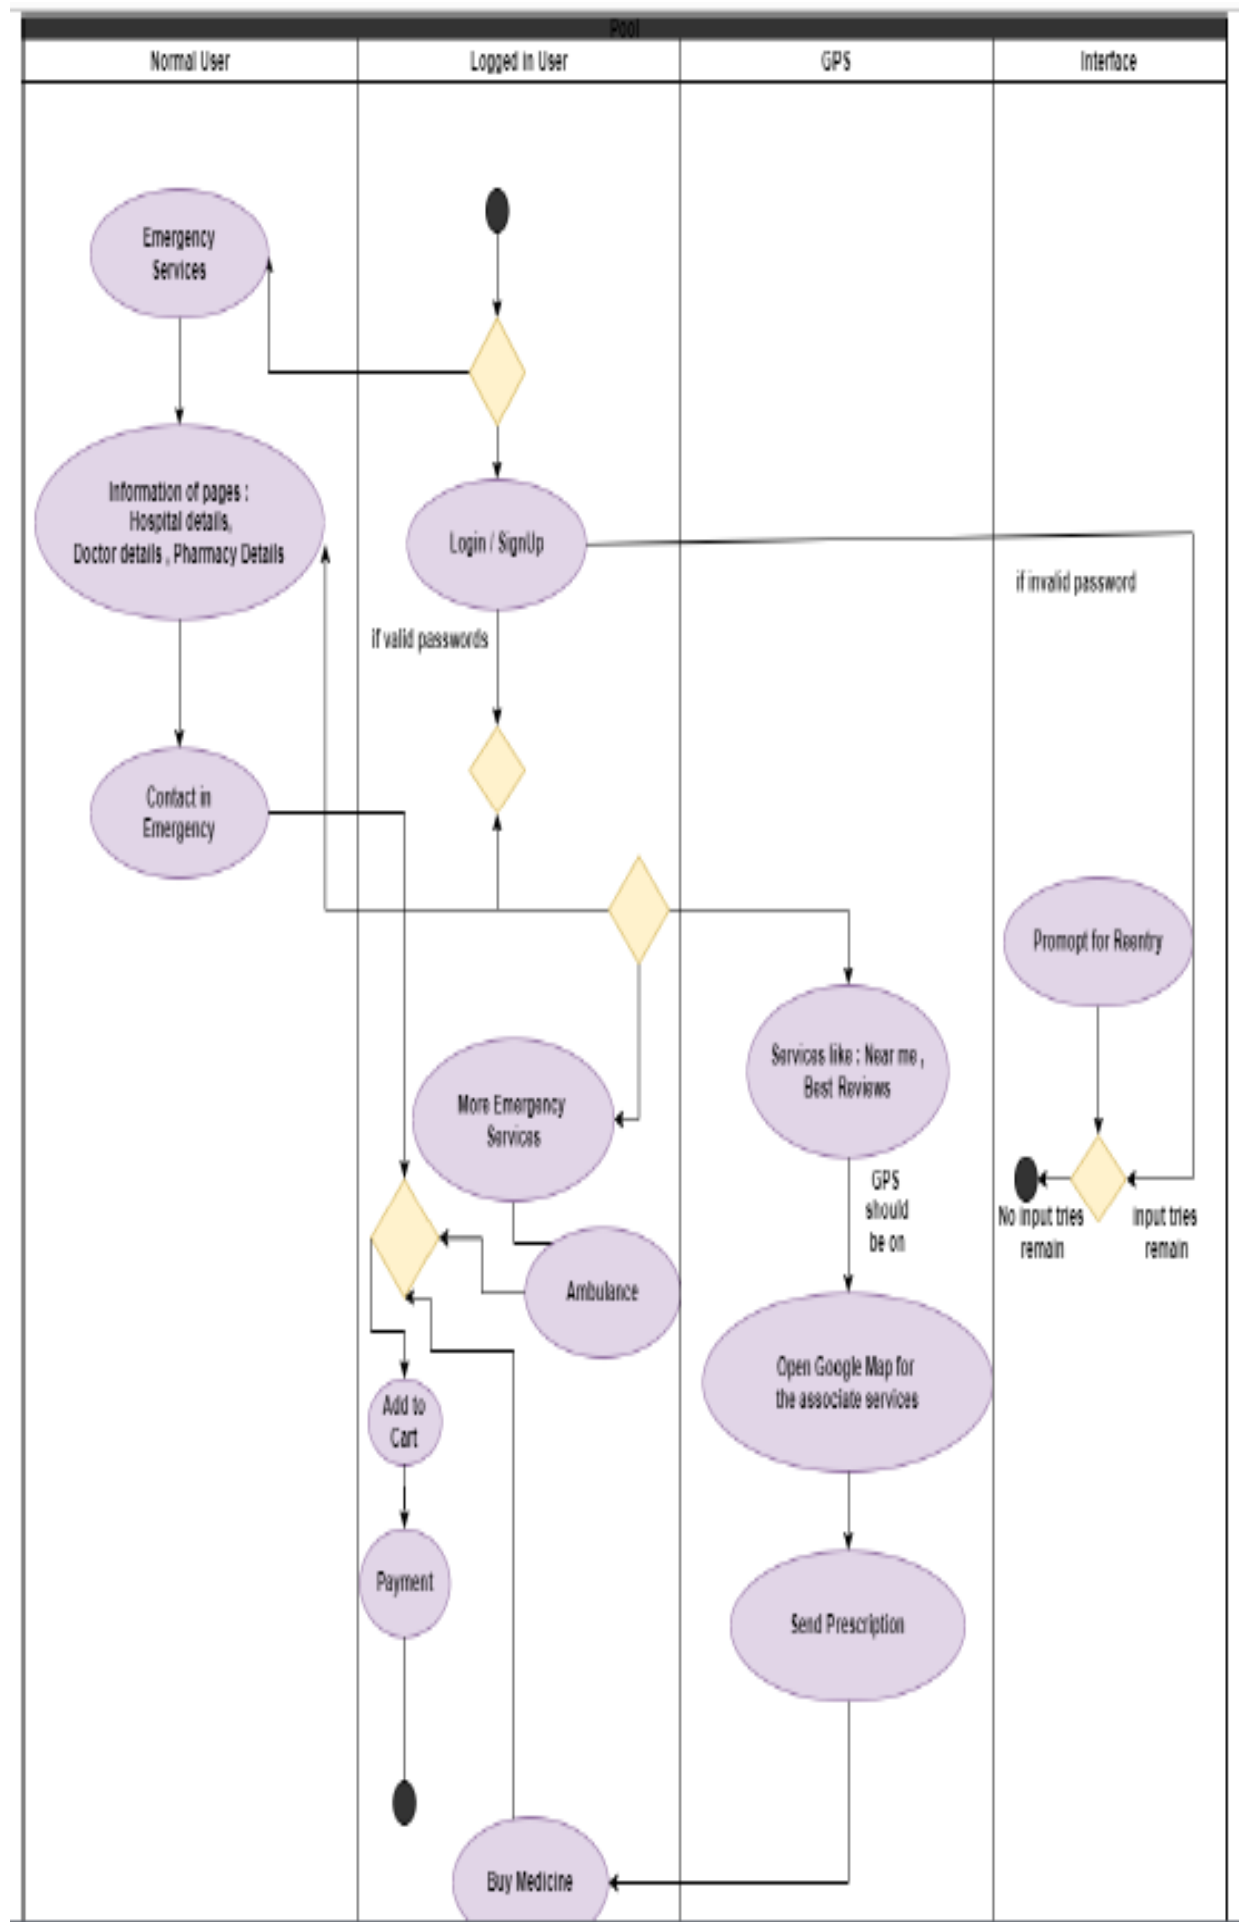 Pool
Normal User
Logged in User
GPS
Interface
Emergency
Services
Information of pages :
Hospital details,
Doctor details , Pharmacy Details
Login / SignUp
if invalid password
if valid passwords
Contact in
Emergency
Promopt for Reentry
Services like : Near me ,
Best Reviews
More Emergency
Services
GPS
should
be on
No input tries
remain
input tries
remain
Ambulance
Open Google Map for
the associate services
Add to
Cart
Payment
Send Prescription
Buy Medicine